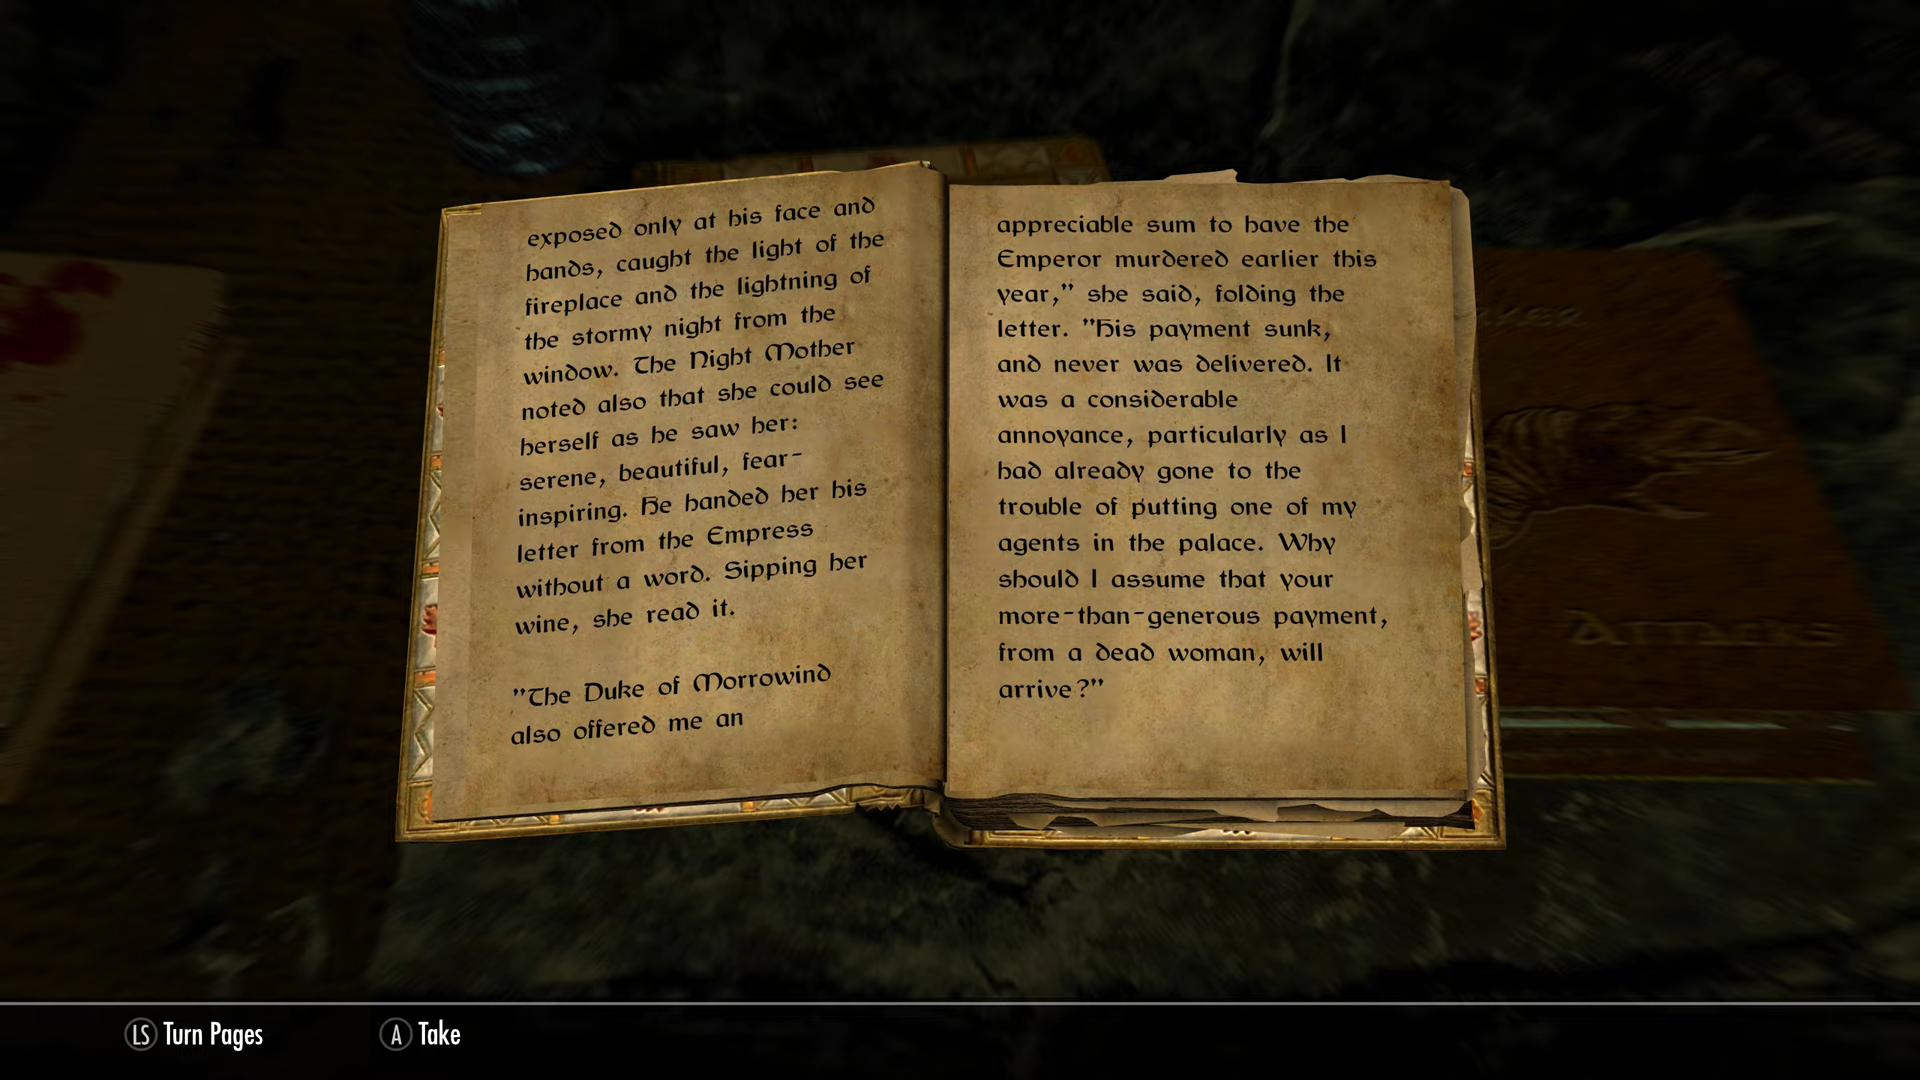 exposed only at his face and
hands, caught the light of the
fireplace and the lightning of
the stormy night from the
window. The Night Mother
noted also that she could see
herself as he saw her:
serene, beautiful, fear-
inspiring. He handed her his
letter from the Empress
without a word. Sipping her
wine, she read it.
"The Duke of Morrowind
also offered me an
appreciable sum to have the
Emperor murdered earlier this
year," she said, folding the
letter. "His payment sunk,
and never was delivered. It
was a considerable
annoyance, particularly as I
had already gone to the
trouble of putting one of my
agents in the palace. Why
should I assume that your
more-than-generous payment,
from a dead woman, will
arrive?"
Attacks
LS Turn Pages
A Take